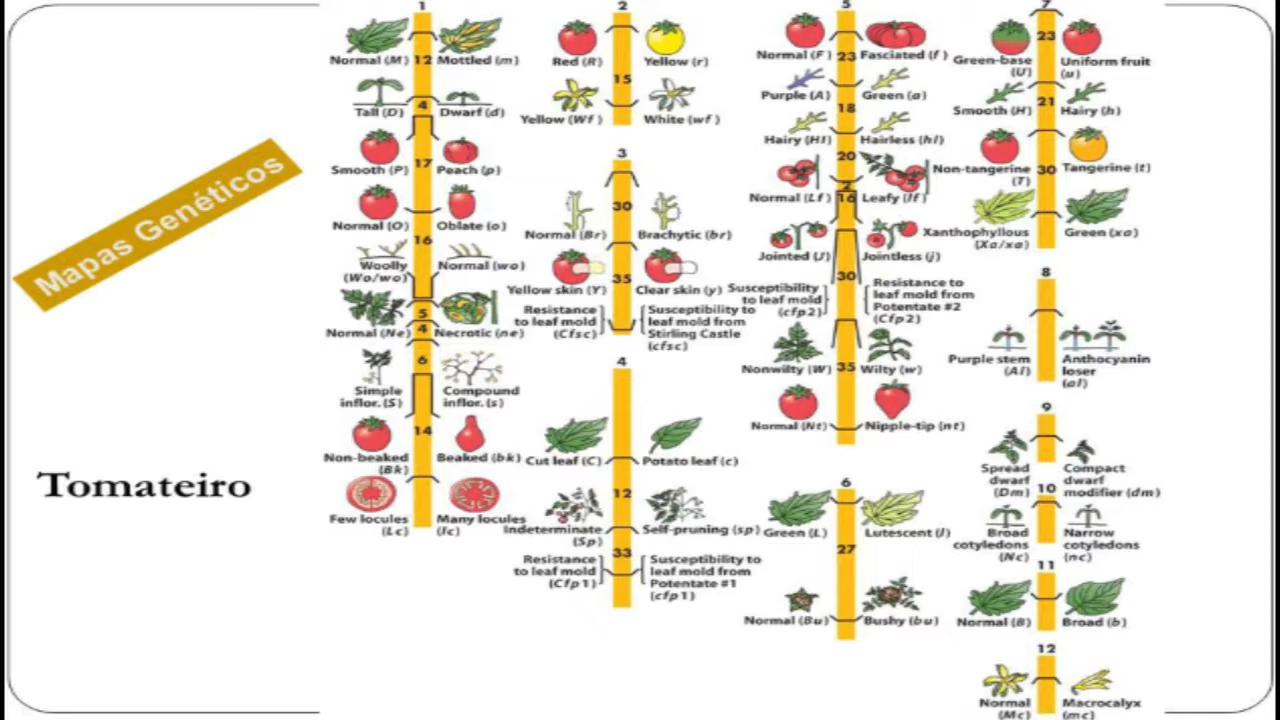 Mapas Genéticos
Tomateiro
1
Normal (M) 12 Mottled (m)
Tall (D) 4 Dwarf (d)
17
Smooth (P) Peach (p)
Normal (O) Oblate (o)
16
Woolly Normal (wo)
(Wo/wo)
5
Normal (Ne) 4 Necrotic (ne)
6
Simple Compound
inflor. (S) inflor. (s)
14
Non-beaked Beaked (bk)
(Bk)
Few locules Many locules
(Lc) (lc)
2
Red (R) Yellow (r)
15
Yellow (Wf) White (wf)
3
30
Normal (Br) Brachytic (br)
35
Yellow skin (Y) Clear skin (y)
Resistance Susceptibility to
to leaf mold leaf mold from
(Cfsc) Stirling Castle
(cfsc)
4
Cut leaf (C) Potato leaf (c)
12
Indeterminate Self-pruning (sp)
(Sp)
33
Resistance Susceptibility to
to leaf mold leaf mold from
(Cfp1) Potentate #1
(cfp1)
5
Normal (F) 23 Fasciated (f)
Purple (A) Green (a)
18
Hairy (Hl) Hairless (hl)
20
2
Normal (Lf) 16 Leafy (lf)
Jointed (J) Jointless (j)
30
Susceptibility Resistance to
to leaf mold leaf mold from
(cfp2) Potentate #2
(Cfp2)
Nonwilty (W) 35 Wilty (w)
Normal (Nt) Nipple-tip (nt)
6
Green (L) Lutescent (l)
27
Normal (Bu) Bushy (bu)
7
23
Green-base Uniform fruit
(U) (u)
21
Smooth (H) Hairy (h)
Non-tangerine 30 Tangerine (t)
(T)
Xanthophyllous Green (xa)
(Xa/xa)
8
Purple stem Anthocyanin
(Al) loser
(al)
9
Spread Compact
dwarf dwarf
(Dm) modifier (dm)
10
Broad Narrow
cotyledons cotyledons
(Nc) (nc)
11
Normal (B) Broad (b)
12
Normal Macrocalyx
(Mc) (mc)